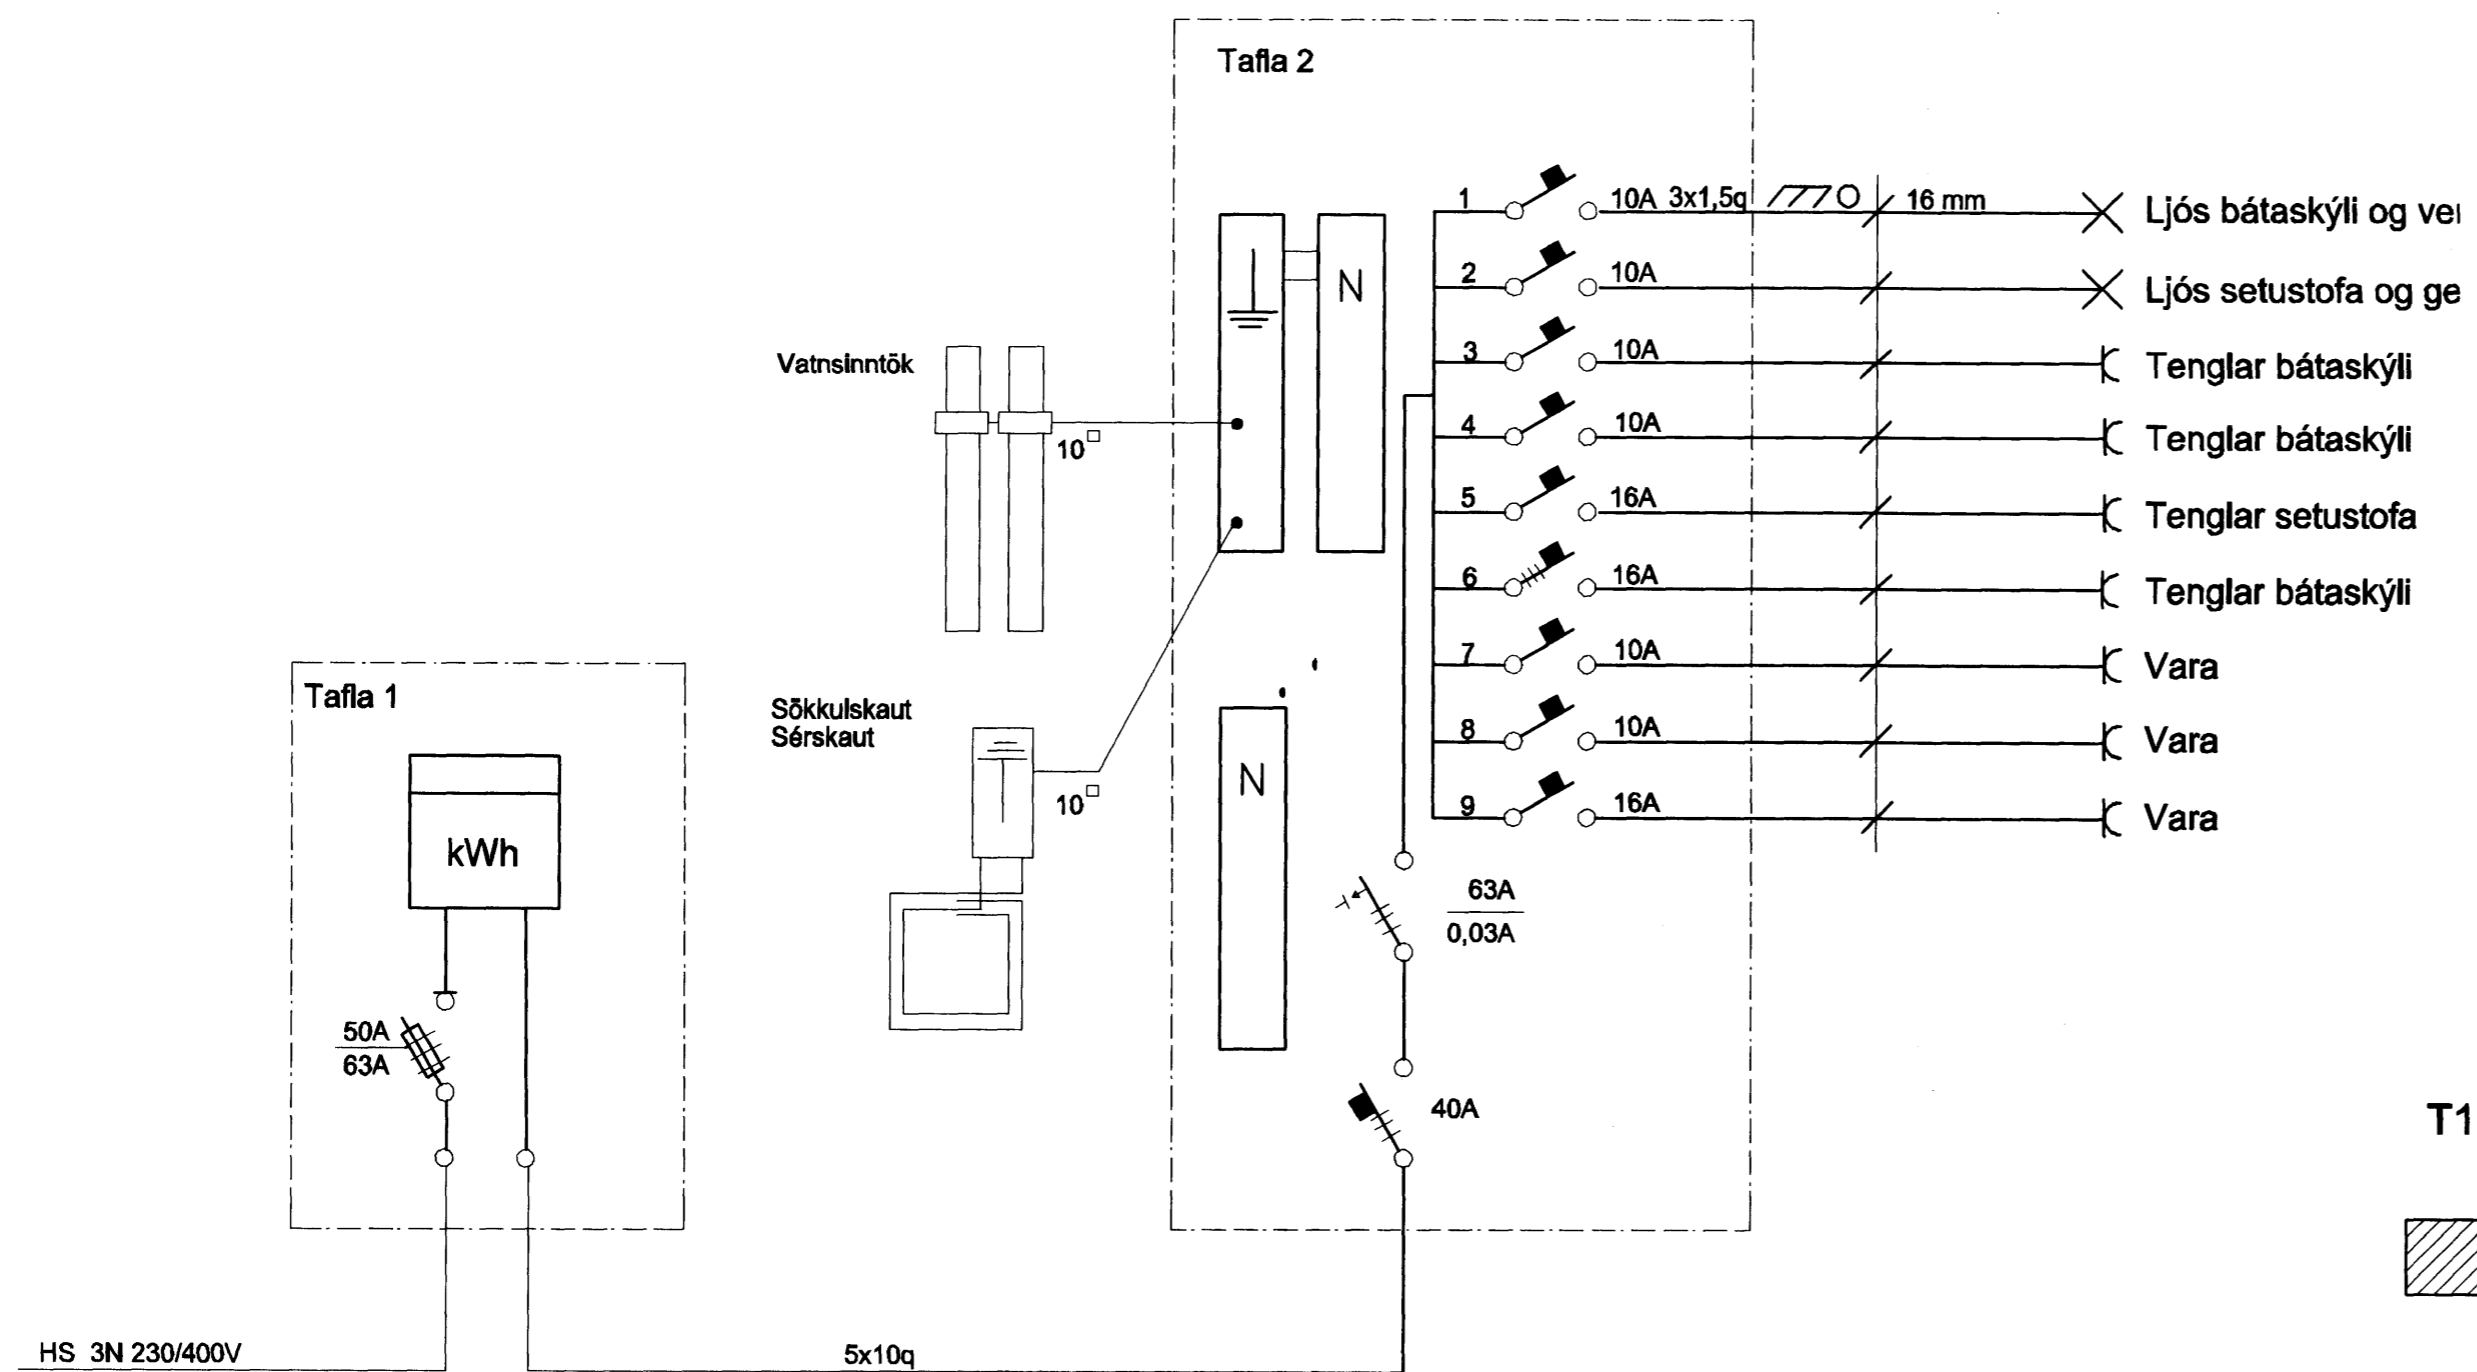 Tafla 2
1 10A 3x1,5q 16 mm Ljós bátaskýli og
2 10A Ljós setustofa og
3 10A Tenglar bátaskýli
4 10A Tenglar bátaskýli
5 16A Tenglar setustofa
6 16A Tenglar bátaskýli
7 10A Vara
8 10A Vara
9 16A Vara
N
Vatnsinntök
10□
Sökkulskaut
Sérskaut
10□
N
63A
0,03A
40A
Tafla 1
kWh
50A
63A
T1
HS 3N 230/400V
5x10q